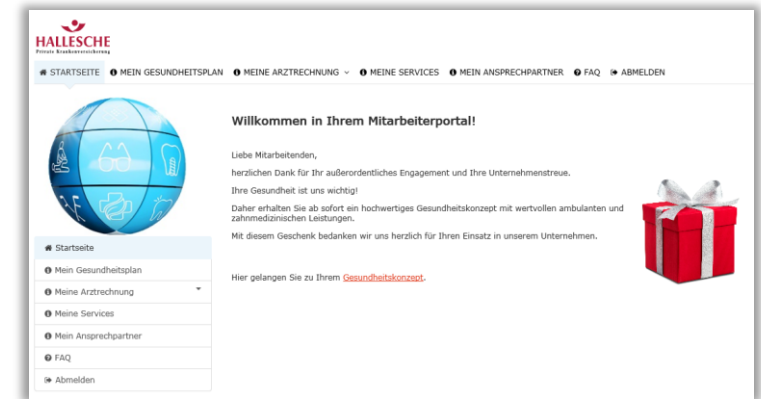 HALLESCHE
Private Krankenversicherung
STARTSEITE MEIN GESUNDHEITSPLAN MEINE ARZTRECHNUNG MEINE SERVICES MEIN ANSPRECHPARTNER FAQ ABMELDEN
Willkommen in Ihrem Mitarbeiterportal!
Liebe Mitarbeitenden,
herzlichen Dank für Ihr außerordentliches Engagement und Ihre Unternehmenstreue.
Ihre Gesundheit ist uns wichtig!
Daher erhalten Sie ab sofort ein hochwertiges Gesundheitskonzept mit wertvollen ambulanten und
zahnmedizinischen Leistungen.
Mit diesem Geschenk bedanken wir uns herzlich für Ihren Einsatz in unserem Unternehmen.
Hier gelangen Sie zu Ihrem Gesundheitskonzept.
Startseite
Mein Gesundheitsplan
Meine Arztrechnung
Meine Services
Mein Ansprechpartner
FAQ
Abmelden